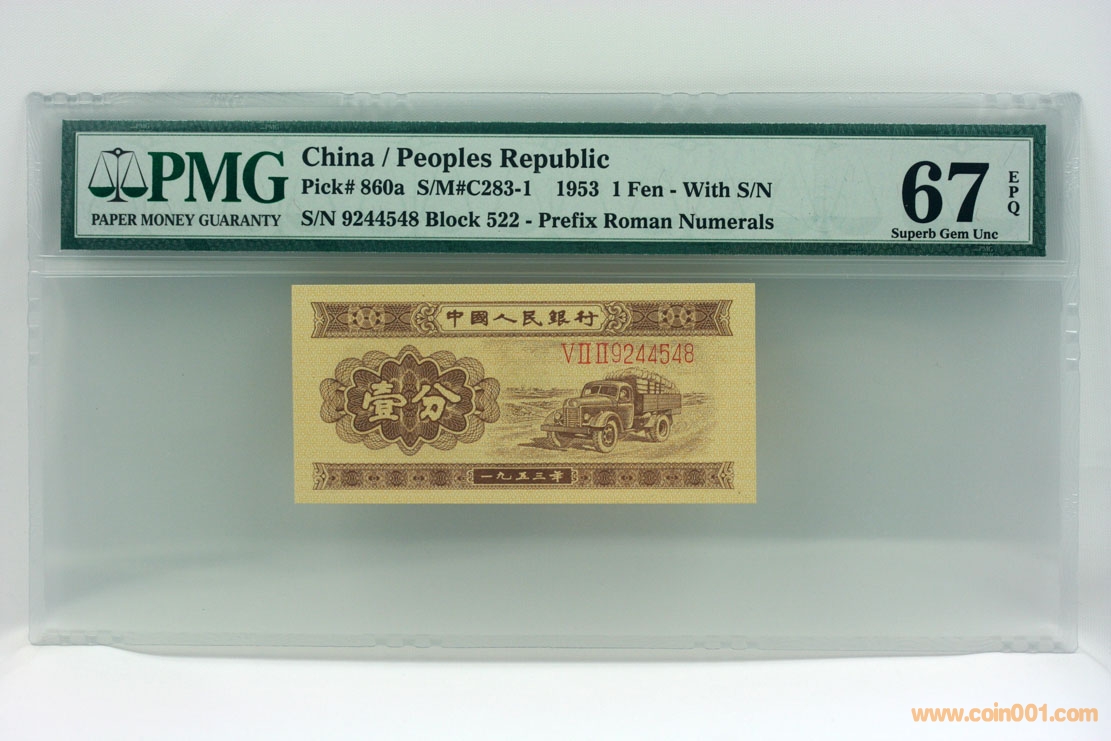 PMG
PAPER MONEY GUARANTY
China / Peoples Republic
Pick# 860a S/M#C283-1 1953 1 Fen - With S/N
S/N 9244548 Block 522 - Prefix Roman Numerals
67
EPQ
Superb Gem Unc
中國人民銀行
VIIII9244548
壹分
一九五三年
www.coin001.com